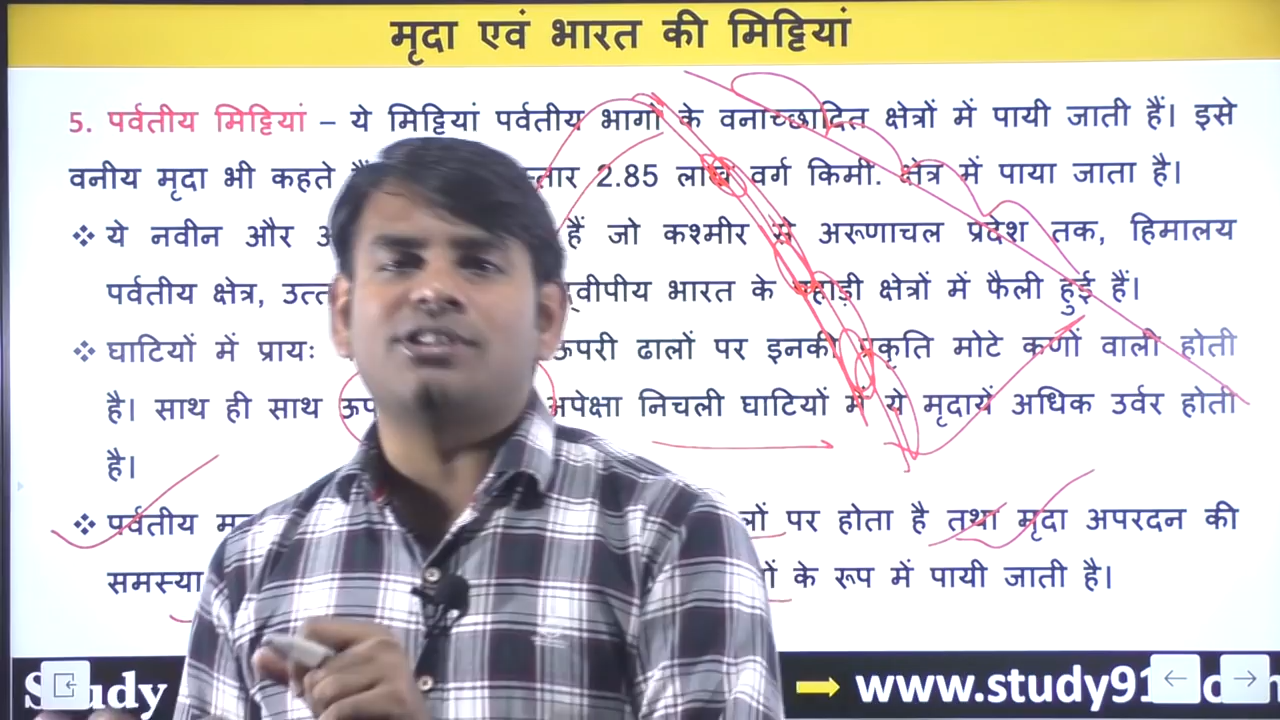 मृदा एवं भारत की मिट्टियां
5. पर्वतीय मिट्टियां – ये मिट्टियां पर्वतीय भागों के वनाच्छादित क्षेत्रों में पायी जाती हैं। इसे
वनीय मृदा भी कहते 2.85 लाख वर्ग किमी. क्षेत्र में पाया जाता है।
❖ ये नवीन और हैं जो कश्मीर से अरूणाचल प्रदेश तक, हिमालय
पर्वतीय क्षेत्र, भारत के पहाड़ी क्षेत्रों में फैली हुई हैं।
❖ घाटियों में प्रायः ऊपरी ढालों पर इनकी प्रकृति मोटे कणों वाली होती
है। साथ ही साथ अपेक्षा निचली घाटियों में ये मृदायें अधिक उर्वर होती
है।
❖ पर्वतीय पर होता है तथा मृदा अपरदन की
समस्या के रूप में पायी जाती है।
Study
www.study91